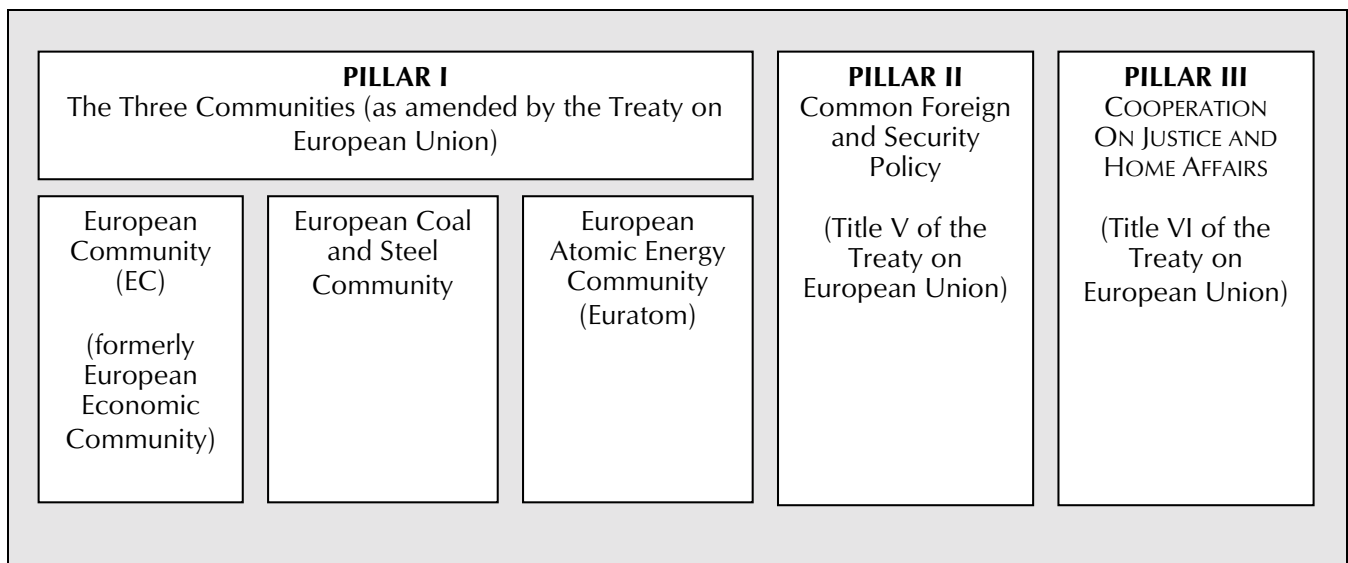 PILLAR I
The Three Communities (as amended by the Treaty on
European Union)
European
Community
(EC)
(formerly
European
Economic
Community)
European Coal
and Steel
Community
European
Atomic Energy
Community
(Euratom)
PILLAR II
Common Foreign
and Security
Policy
(Title V of the
Treaty on
European Union)
PILLAR III
COOPERATION
ON JUSTICE AND
HOME AFFAIRS
(Title VI of the
Treaty on
European Union)